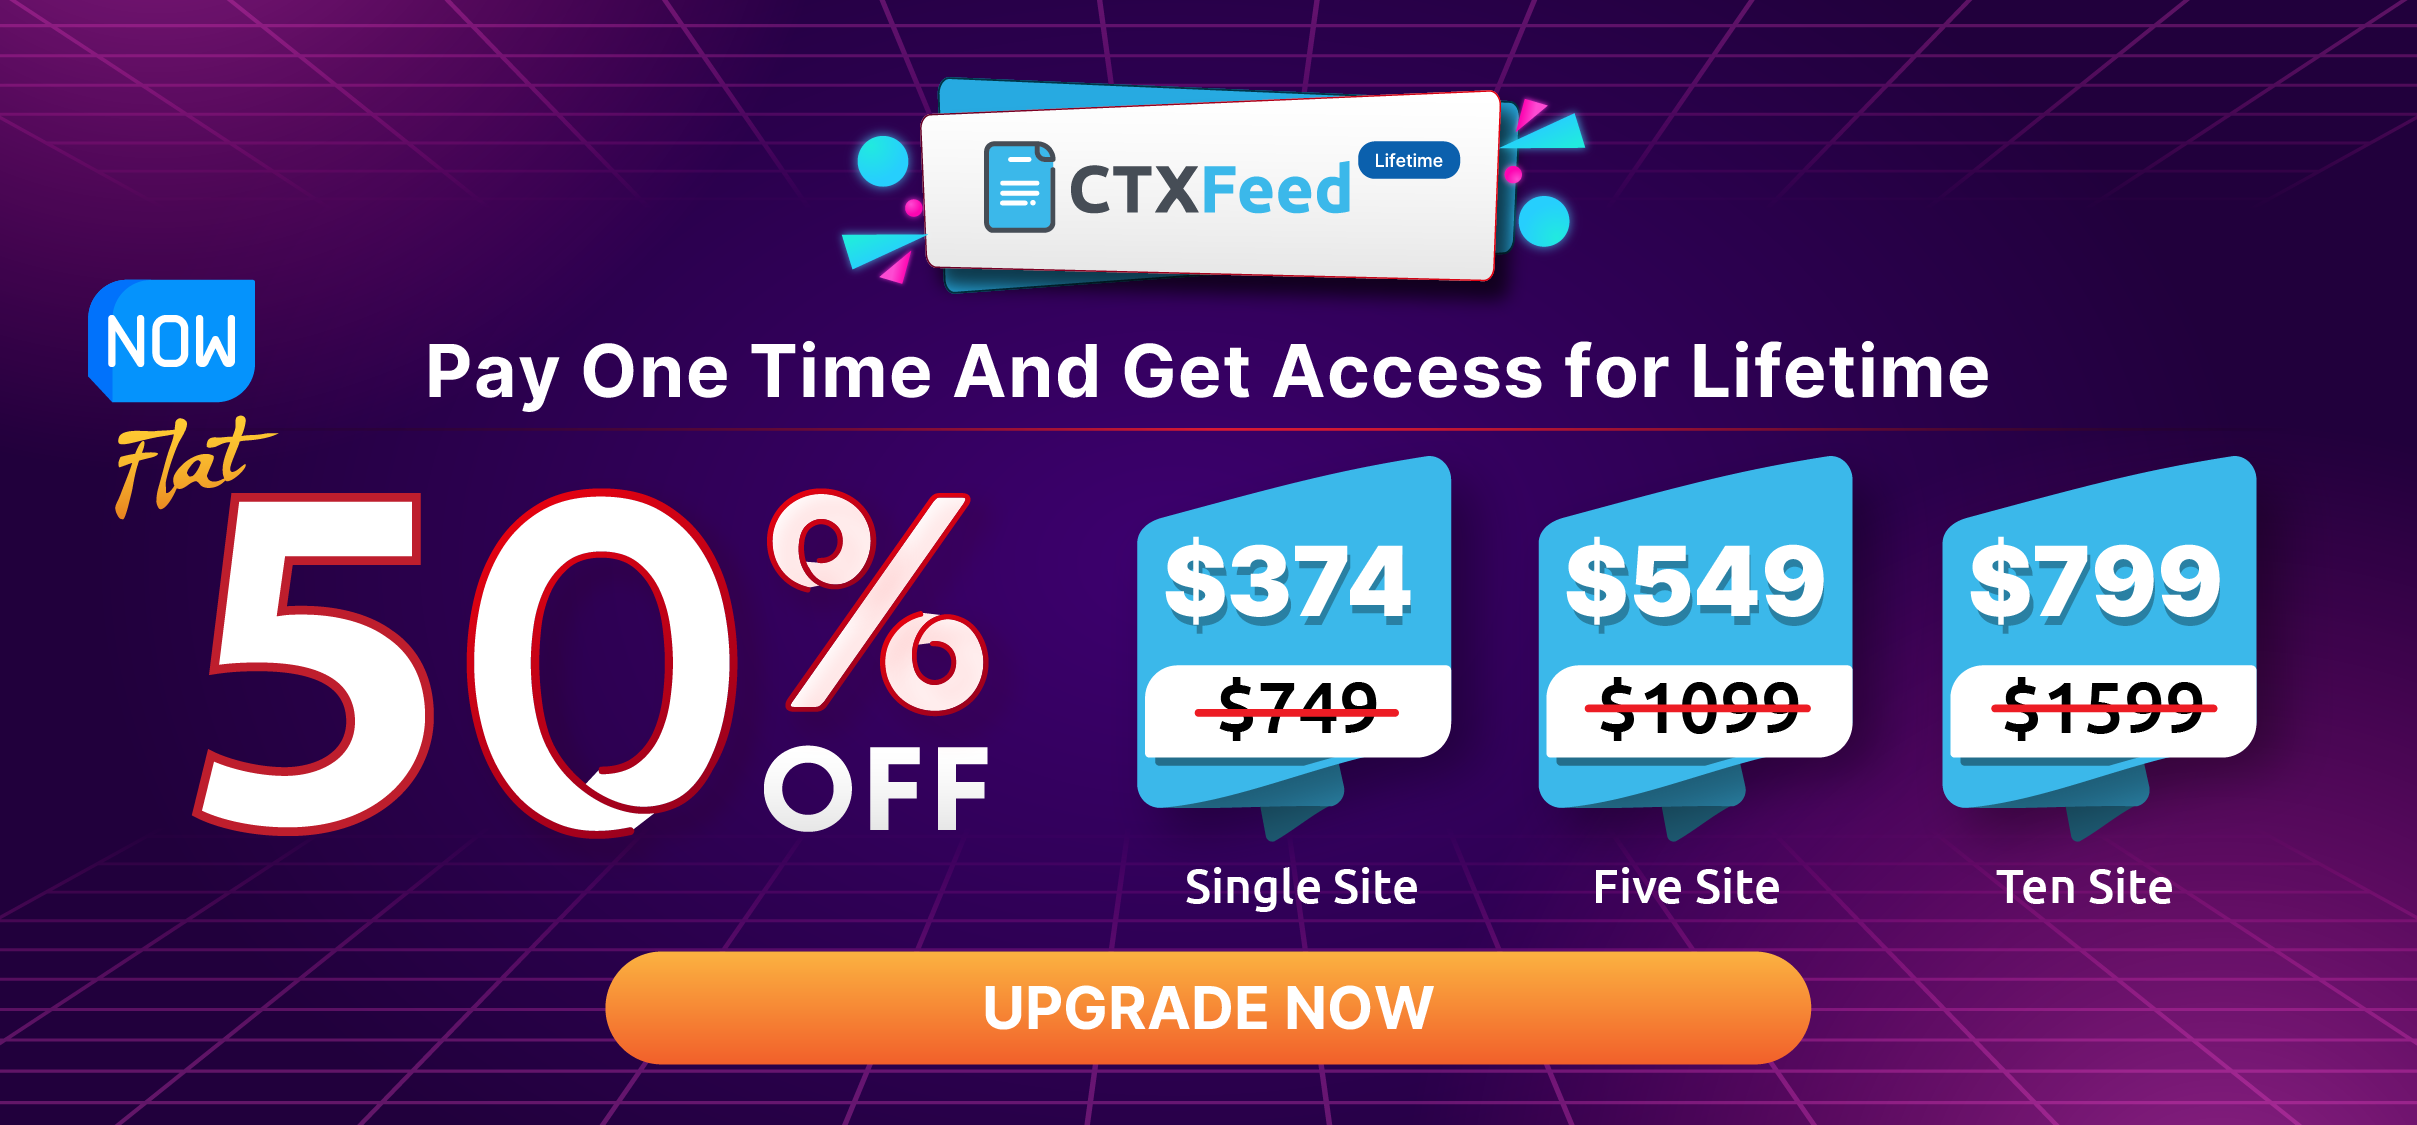 CTXFeed
Lifetime
NOW
Pay One Time And Get Access for Lifetime
Flat
50%
OFF
$374
$749
Single Site
$549
$1099
Five Site
$799
$1599
Ten Site
UPGRADE NOW